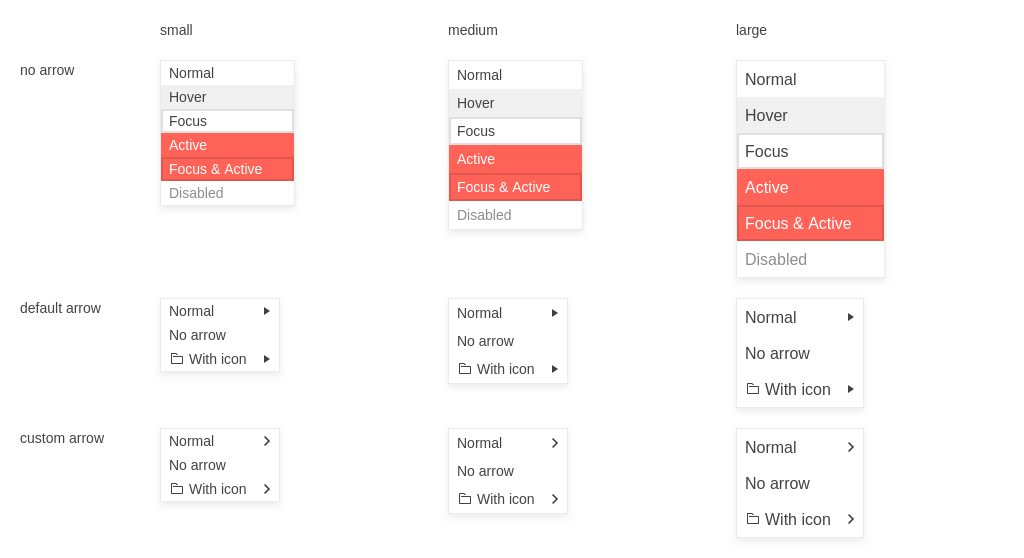 small medium large
no arrow
Normal Normal Normal
Hover Hover Hover
Focus Focus Focus
Active Active Active
Focus & Active Focus & Active Focus & Active
Disabled Disabled Disabled
default arrow
Normal Normal Normal
No arrow No arrow No arrow
With icon With icon With icon
custom arrow
Normal Normal Normal
No arrow No arrow No arrow
With icon With icon With icon